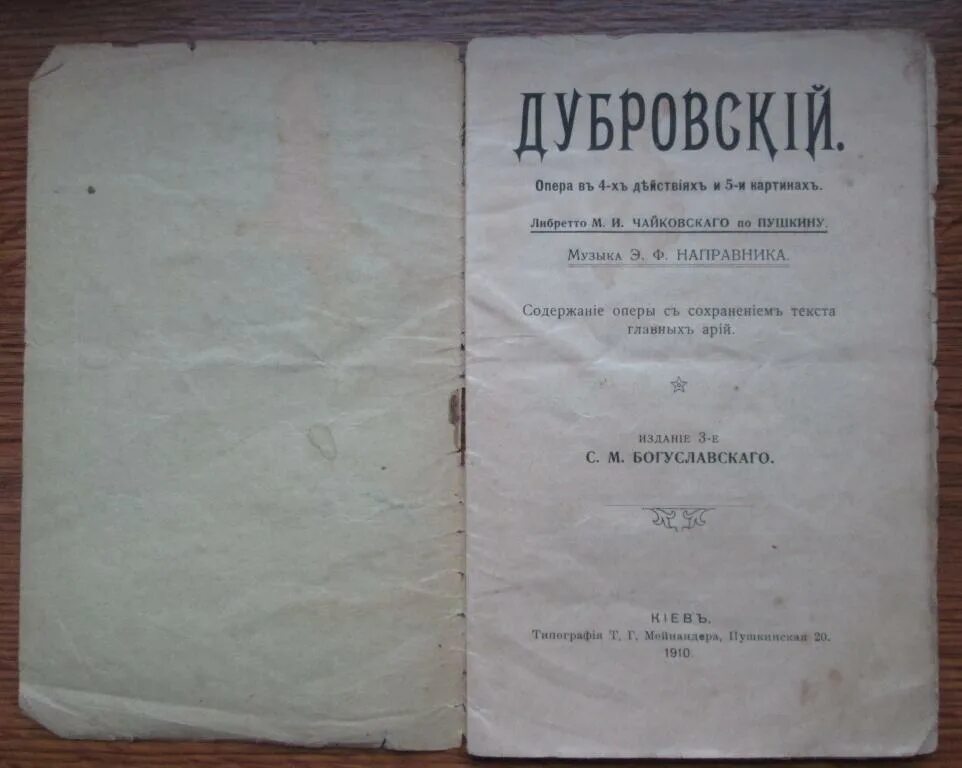 ДУБРОВСКІЙ.
Опера въ 4-хъ дѣйствіяхъ и 5-и картинахъ.
Либретто М. И. ЧАЙКОВСКАГО по ПУШКИНУ.
Музыка Э. Ф. НАПРАВНИКА.
Содержаніе оперы съ сохраненіемъ текста
главныхъ арій.
ИЗДАНІЕ 3-Е
С. М. БОГУСЛАВСКАГО.
КІЕВЪ.
Типографія Т. Г. Мейнандера, Пушкинская 20.
1910.